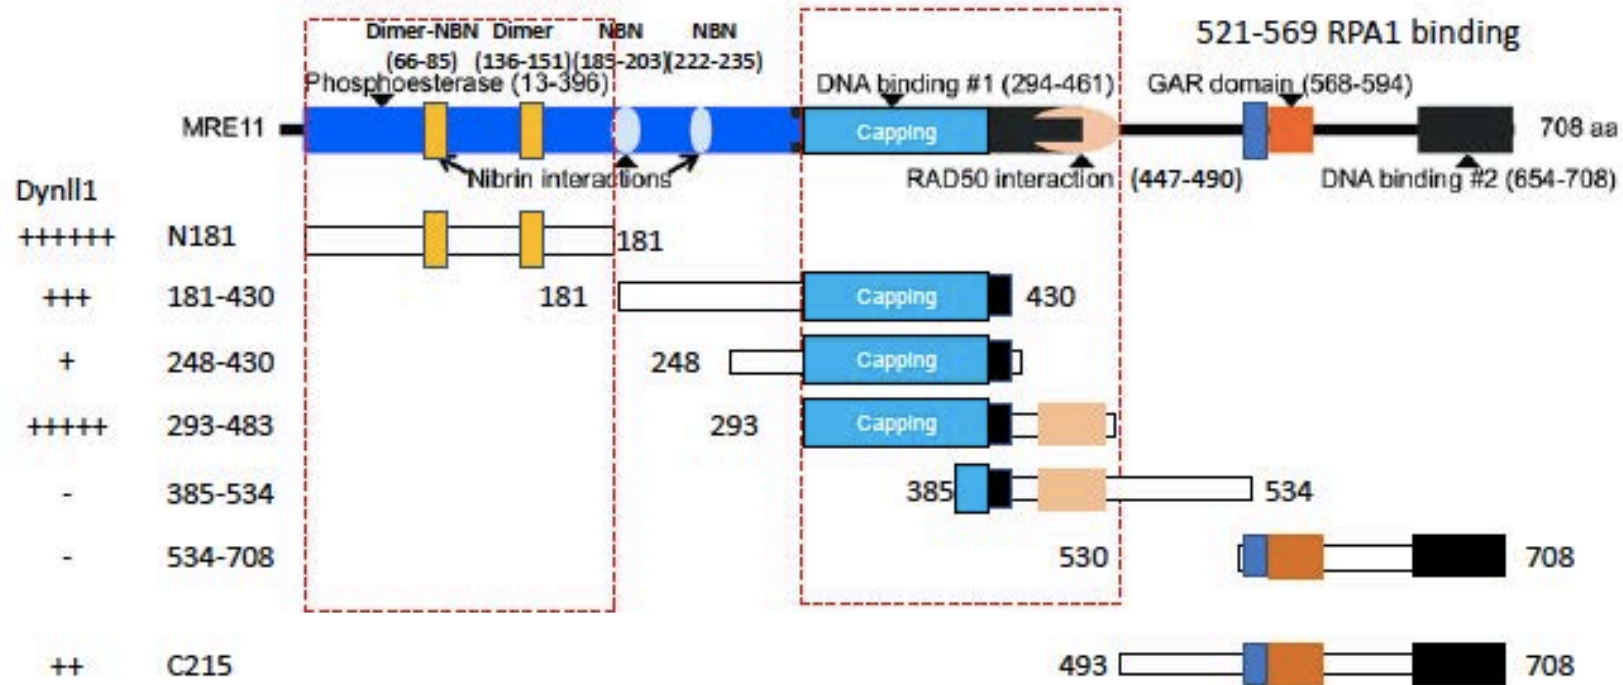 Dimer-NBN Dimer NBN NBN 521-569 RPA1 binding
(66-85) (136-151)(185-203)(222-235)
Phosphoesterase (13-396) DNA binding #1 (294-461) GAR domain (568-594)
MRE11 Capping 708 aa
Nibrin interactions RAD50 interaction (447-490) DNA binding #2 (654-708)
Dynll1
++++++ N181 181
+++ 181-430 181 Capping 430
+ 248-430 248 Capping
+++++ 293-483 293 Capping
- 385-534 385 534
- 534-708 530 708
++ C215 493 708